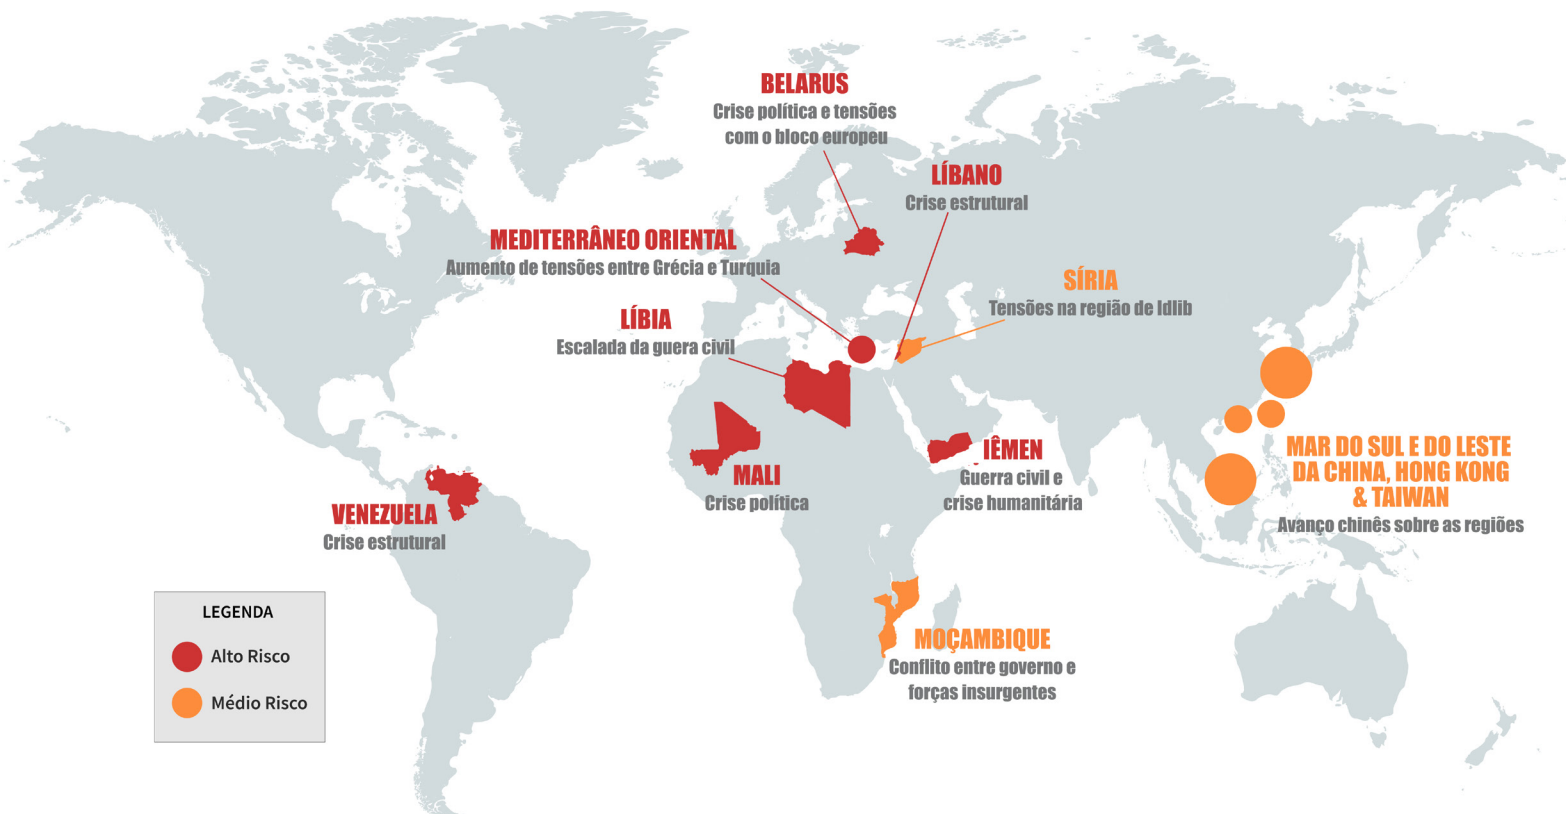 BELARUS
Crise política e tensões
com o bloco europeu
LÍBANO
Crise estrutural
MEDITERRÂNEO ORIENTAL
Aumento de tensões entre Grécia e Turquia
SÍRIA
Tensões na região de Idlib
LÍBIA
Escalada da guera civil
MAR DO SUL E DO LESTE
DA CHINA, HONG KONG
& TAIWAN
Avanço chinês sobre as regiões
IÊMEN
Guerra civil e
crise humanitária
MALI
Crise política
VENEZUELA
Crise estrutural
MOÇAMBIQUE
Conflito entre governo e
forças insurgentes
LEGENDA
Alto Risco
Médio Risco